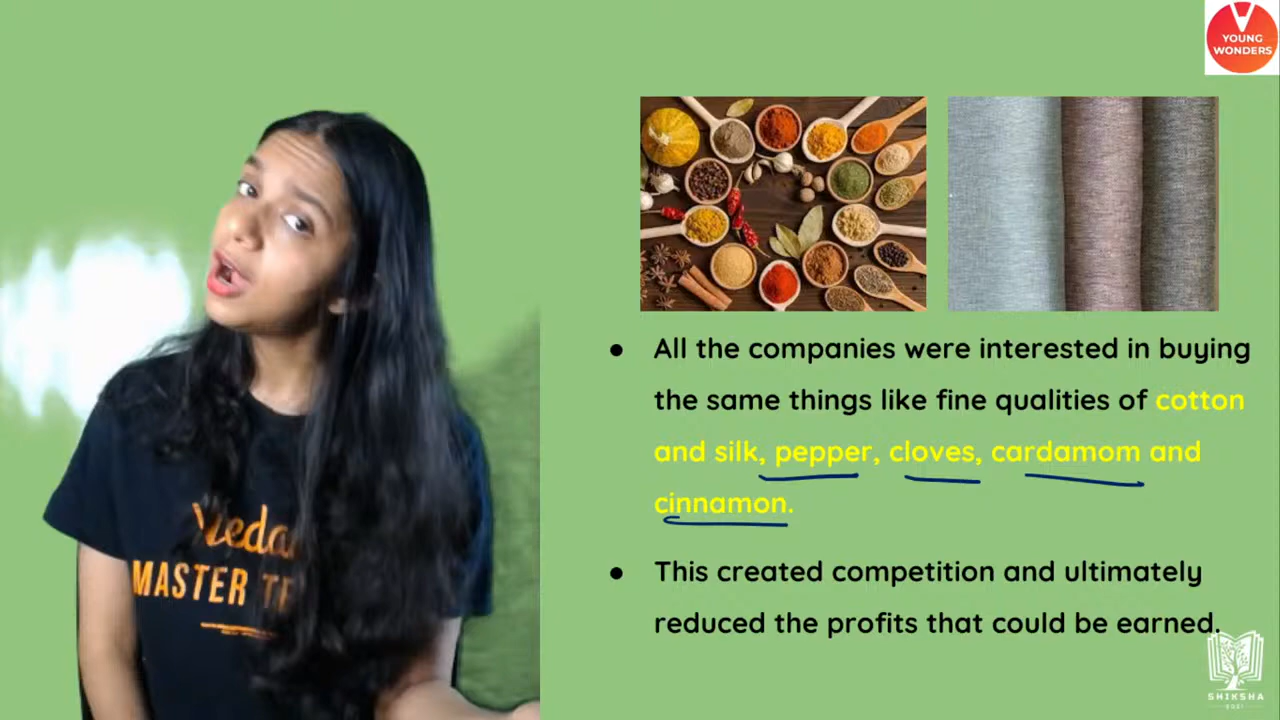 YOUNG
WONDERS
All the companies were interested in buying
the same things like fine qualities of cotton
and silk, pepper, cloves, cardamom and
cinnamon.
This created competition and ultimately
reduced the profits that could be earned.
MASTER
SHIKSHA